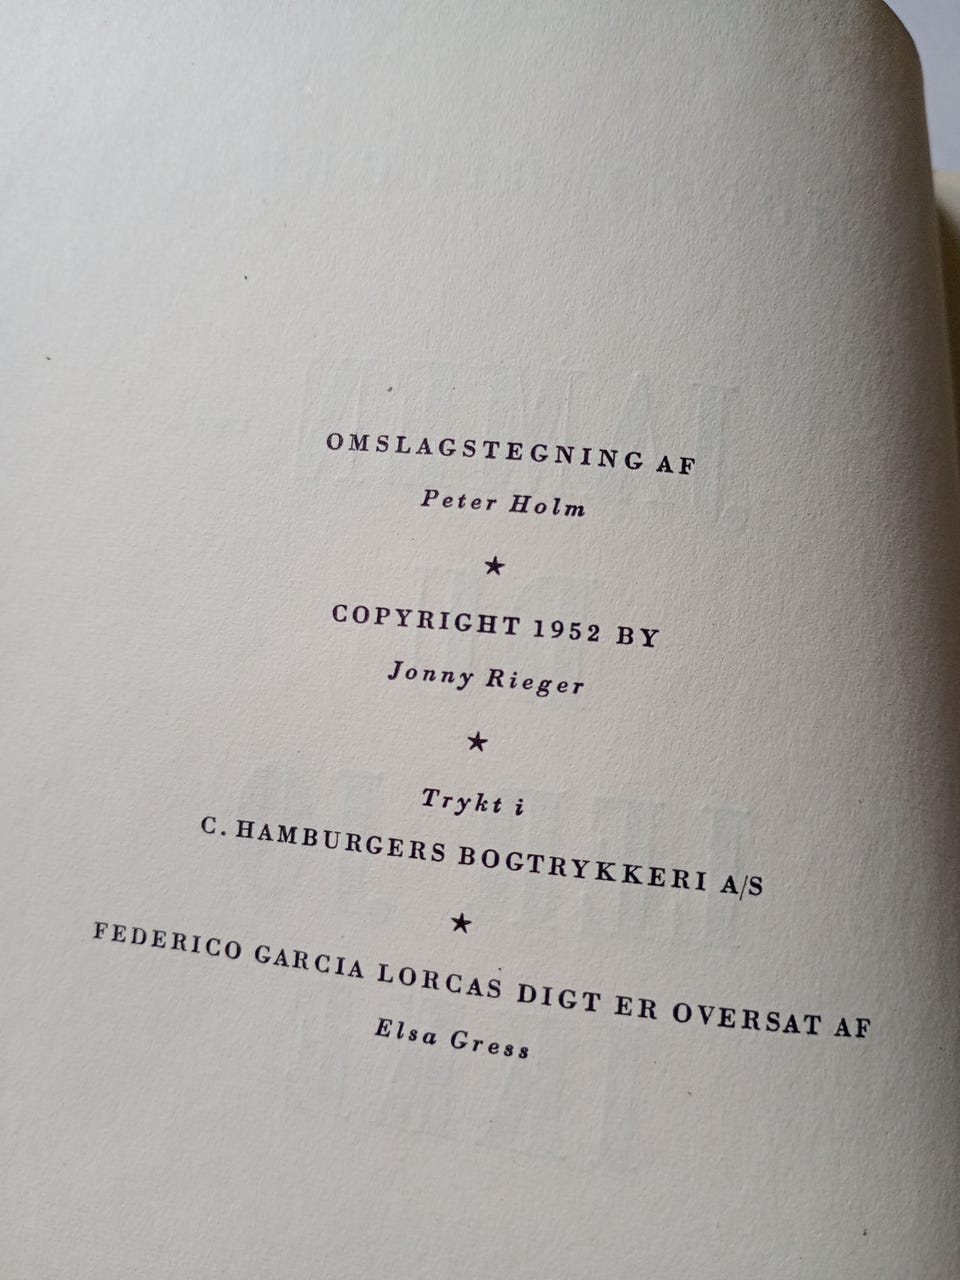 OMSLAGSTEGNING AF
Peter Holm
★
COPYRIGHT 1952 BY
Jonny Rieger
★
Trykt i
C. HAMBURGERS BOGTRYKKERI A/S
★
FEDERICO GARCIA LORCAS DIGT ER OVERSAT AF
Elsa Gress